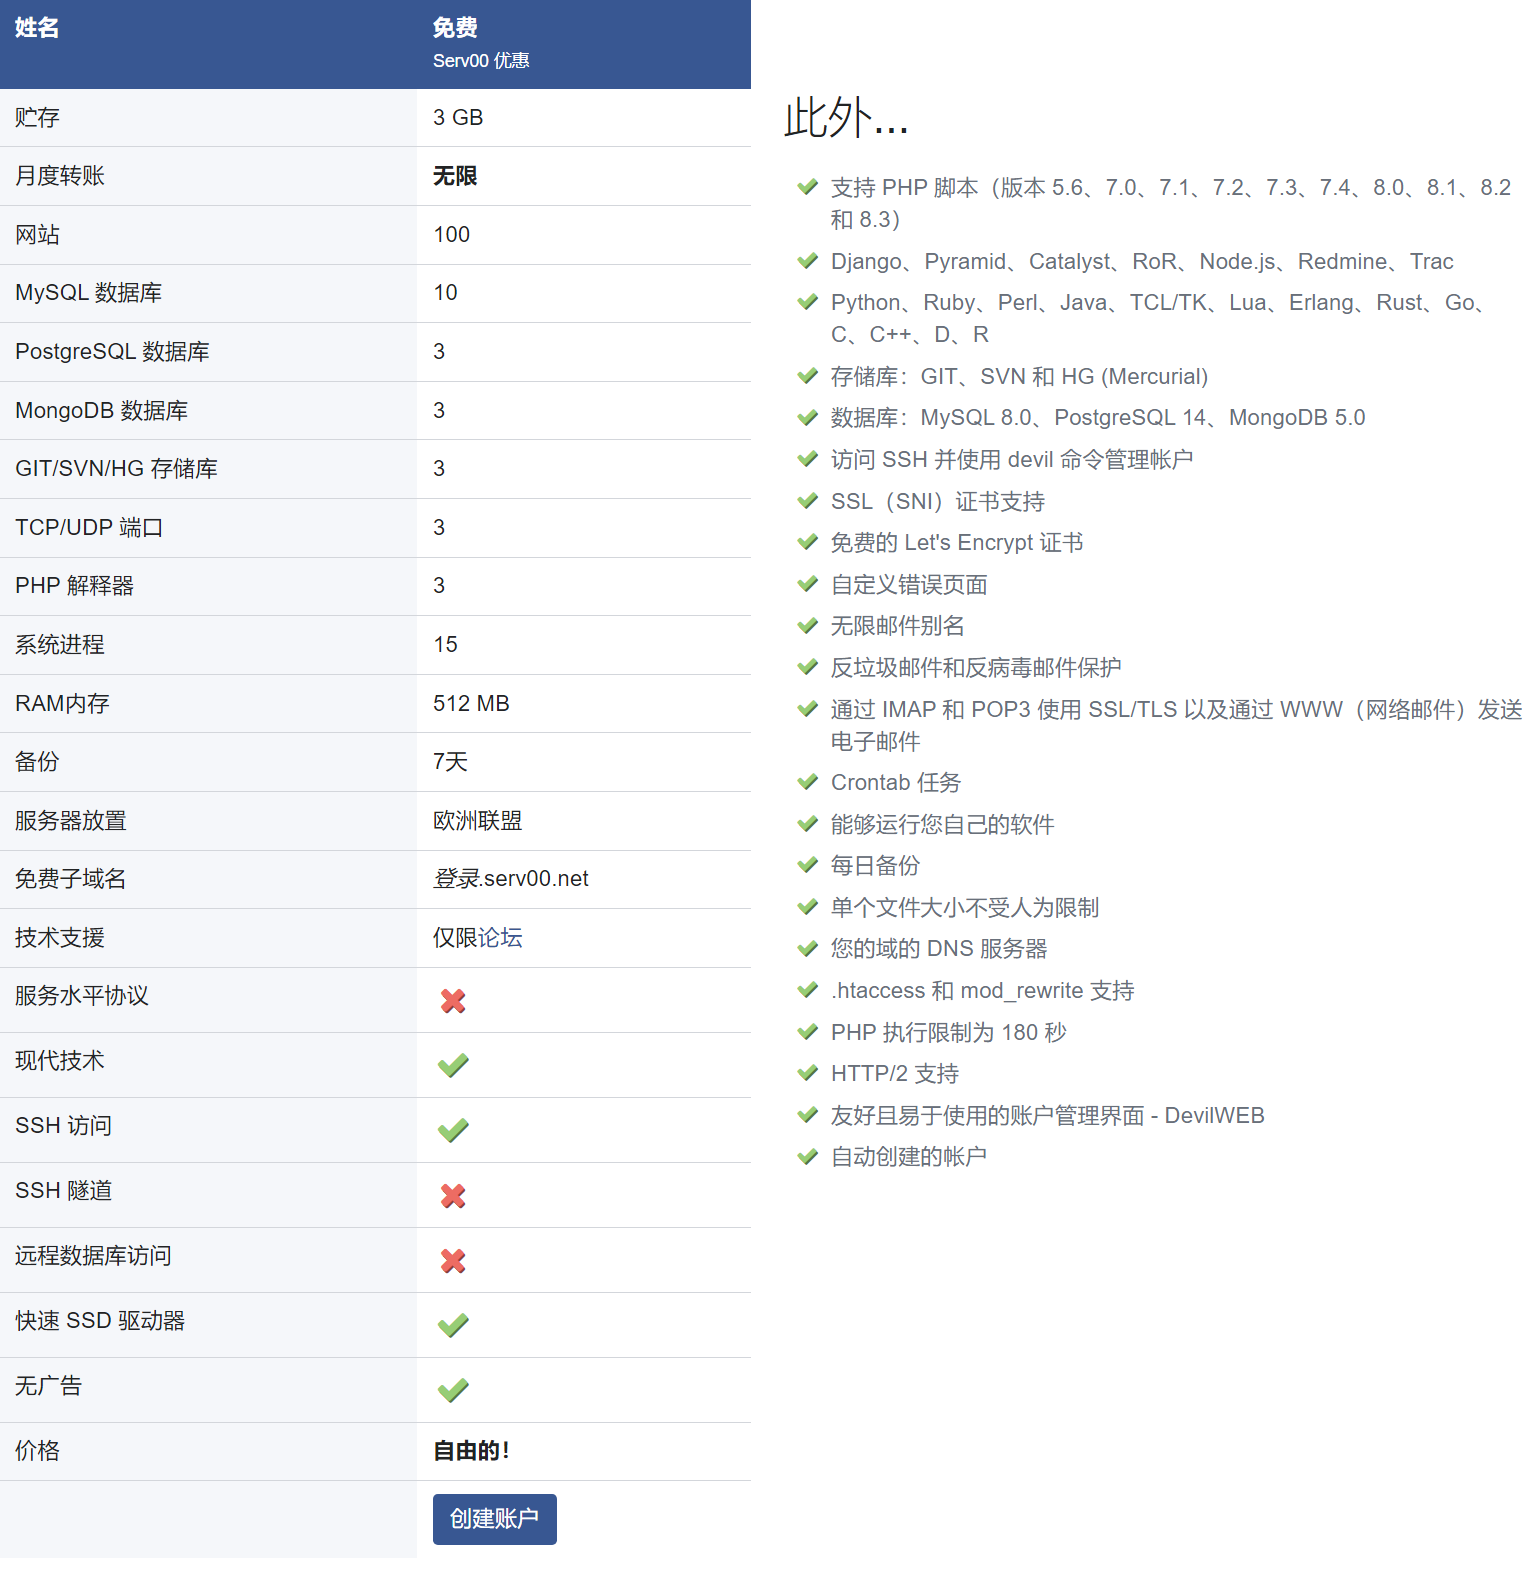 姓名
免费
Serv00 优惠
贮存
3 GB
月度转账
无限
网站
100
MySQL 数据库
10
PostgreSQL 数据库
3
MongoDB 数据库
3
GIT/SVN/HG 存储库
3
TCP/UDP 端口
3
PHP 解释器
3
系统进程
15
RAM内存
512 MB
备份
7天
服务器放置
欧洲联盟
免费子域名
登录.serv00.net
技术支援
仅限论坛
服务水平协议
现代技术
SSH 访问
SSH 隧道
远程数据库访问
快速 SSD 驱动器
无广告
价格
自由的！
创建账户
此外...
支持 PHP 脚本（版本 5.6、7.0、7.1、7.2、7.3、7.4、8.0、8.1、8.2
和 8.3）
Django、Pyramid、Catalyst、RoR、Node.js、Redmine、Trac
Python、Ruby、Perl、Java、TCL/TK、Lua、Erlang、Rust、Go、
C、C++、D、R
存储库：GIT、SVN 和 HG (Mercurial)
数据库：MySQL 8.0、PostgreSQL 14、MongoDB 5.0
访问 SSH 并使用 devil 命令管理帐户
SSL（SNI）证书支持
免费的 Let's Encrypt 证书
自定义错误页面
无限邮件别名
反垃圾邮件和反病毒邮件保护
通过 IMAP 和 POP3 使用 SSL/TLS 以及通过 WWW（网络邮件）发送
电子邮件
Crontab 任务
能够运行您自己的软件
每日备份
单个文件大小不受人为限制
您的域的 DNS 服务器
.htaccess 和 mod_rewrite 支持
PHP 执行限制为 180 秒
HTTP/2 支持
友好且易于使用的账户管理界面 - DevilWEB
自动创建的帐户